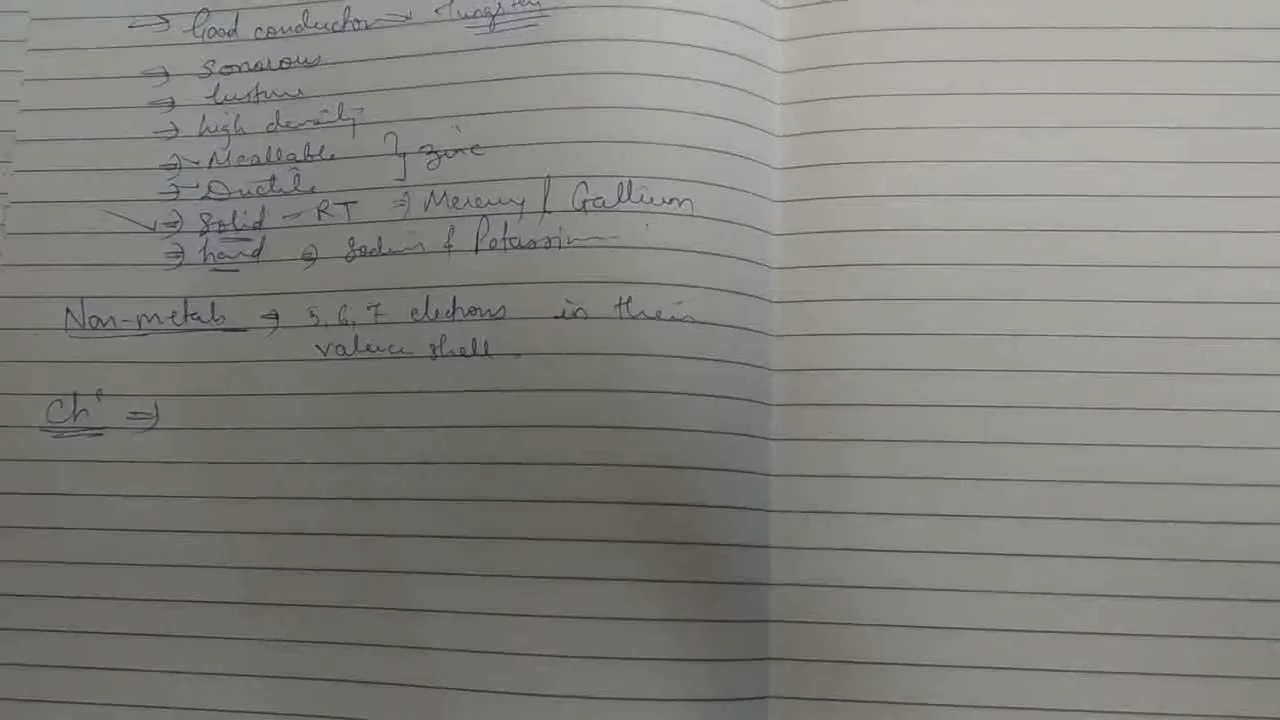 ⇒ Good conductor → Tungsten
⇒ Sonorous
⇒ lusture
⇒ high density
⇒ Meallable } Zinc
⇒ Ductile
⇒ Solid - RT ⇒ Mercury / Gallium
⇒ hard ⇒ Sodium & Potassium
Non-metals ⇒ 5, 6, 7 electrons in their
valence shell.
Ch' ⇒